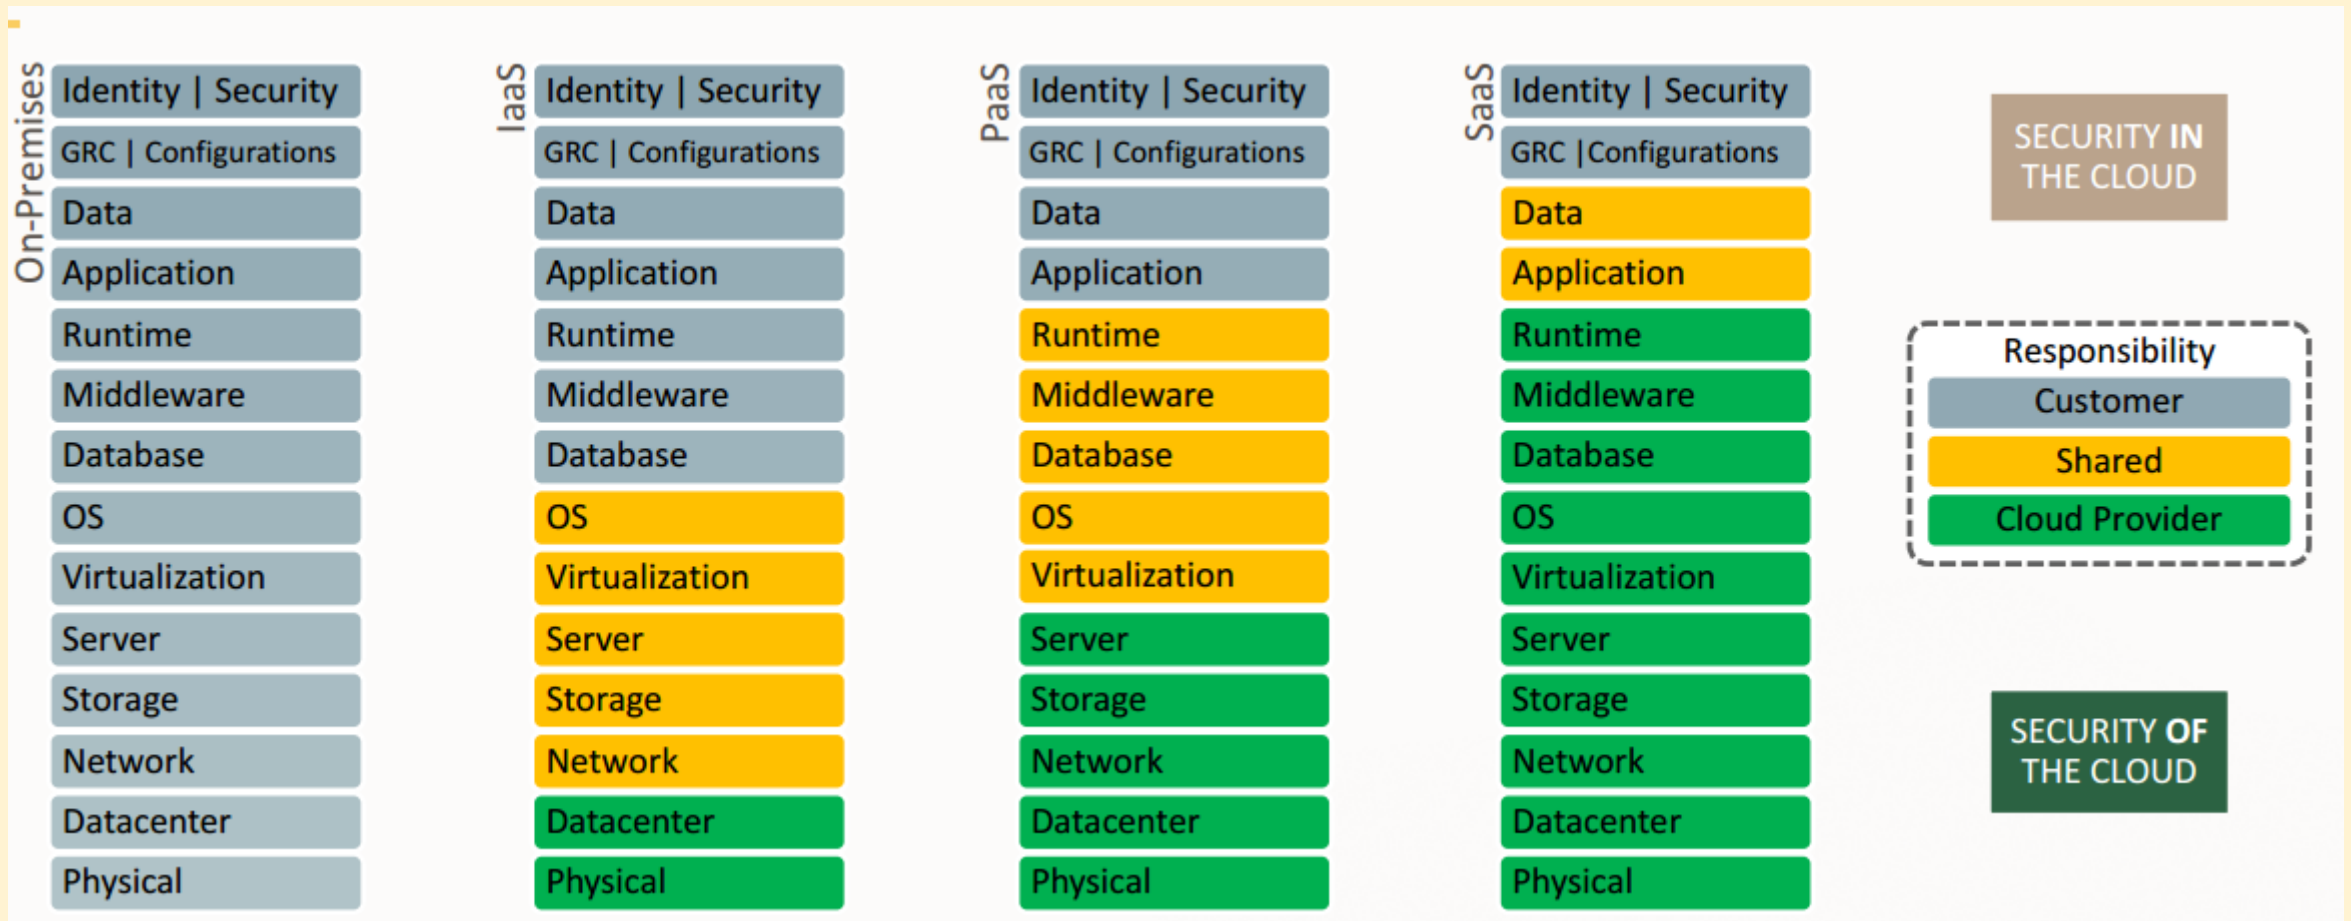 On-Premises
Identity | Security
GRC | Configurations
Data
Application
Runtime
Middleware
Database
OS
Virtualization
Server
Storage
Network
Datacenter
Physical
IaaS
Identity | Security
GRC | Configurations
Data
Application
Runtime
Middleware
Database
OS
Virtualization
Server
Storage
Network
Datacenter
Physical
PaaS
Identity | Security
GRC | Configurations
Data
Application
Runtime
Middleware
Database
OS
Virtualization
Server
Storage
Network
Datacenter
Physical
SaaS
Identity | Security
GRC |Configurations
Data
Application
Runtime
Middleware
Database
OS
Virtualization
Server
Storage
Network
Datacenter
Physical
SECURITY IN
THE CLOUD
Responsibility
Customer
Shared
Cloud Provider
SECURITY OF
THE CLOUD